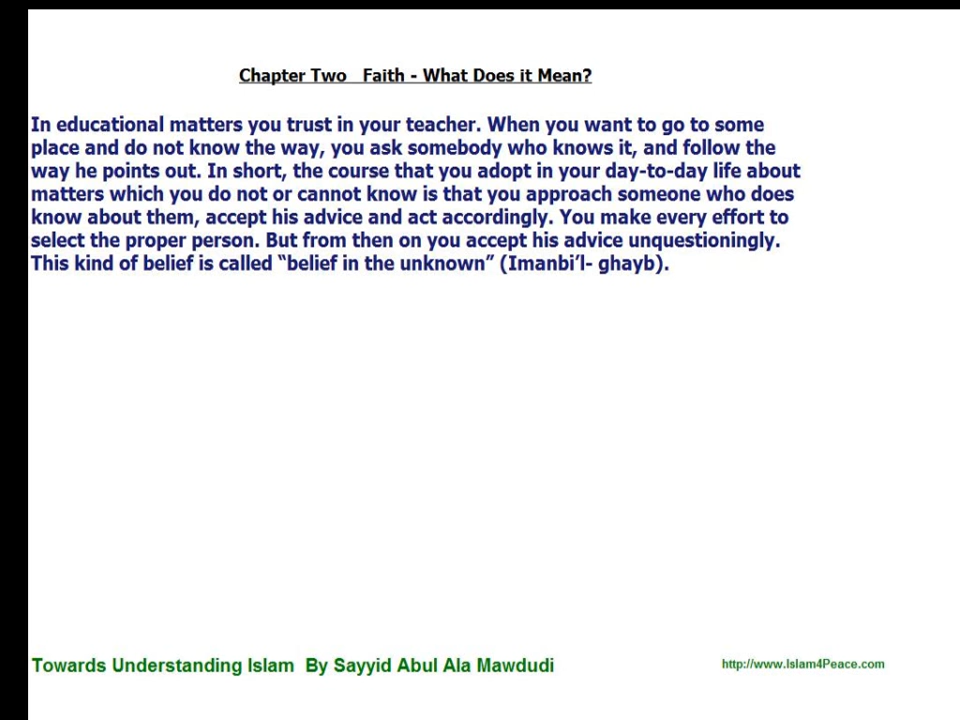 Chapter Two   Faith - What Does it Mean?
In educational matters you trust in your teacher. When you want to go to some
place and do not know the way, you ask somebody who knows it, and follow the
way he points out. In short, the course that you adopt in your day-to-day life about
matters which you do not or cannot know is that you approach someone who does
know about them, accept his advice and act accordingly. You make every effort to
select the proper person. But from then on you accept his advice unquestioningly.
This kind of belief is called “belief in the unknown” (Imanbi’l- ghayb).
Towards Understanding Islam  By Sayyid Abul Ala Mawdudi
http://www.Islam4Peace.com